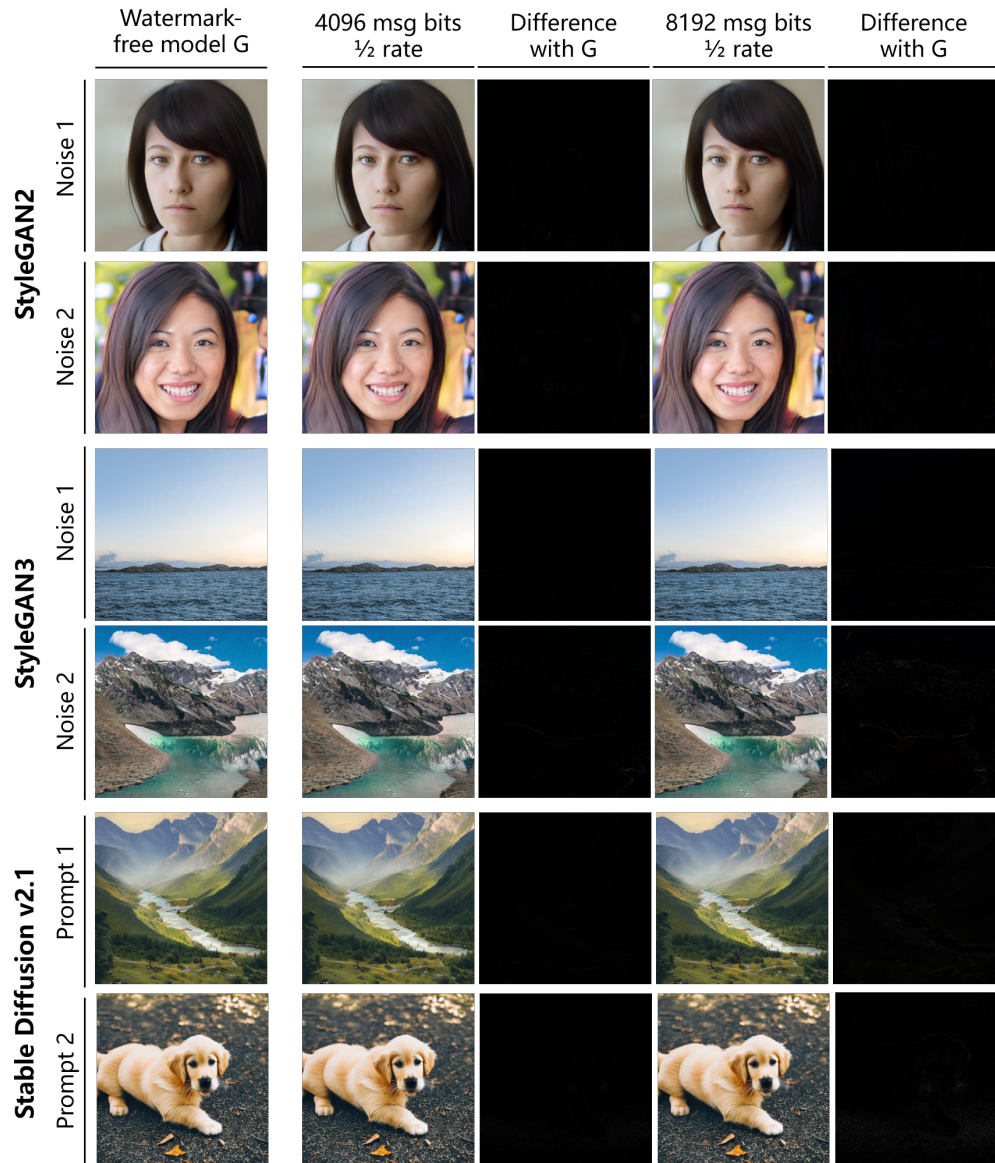 Watermark-
free model G
4096 msg bits
½ rate
Difference
with G
8192 msg bits
½ rate
Difference
with G
StyleGAN2
Noise 1
Noise 2
StyleGAN3
Noise 1
Noise 2
Stable Diffusion v2.1
Prompt 1
Prompt 2